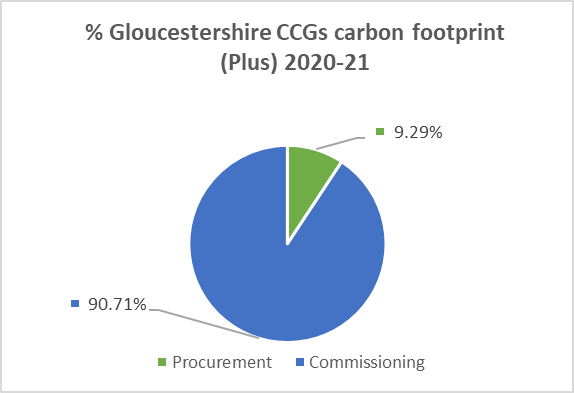 % Gloucestershire CCGs carbon footprint
(Plus) 2020-21
9.29%
90.71%
Procurement Commissioning